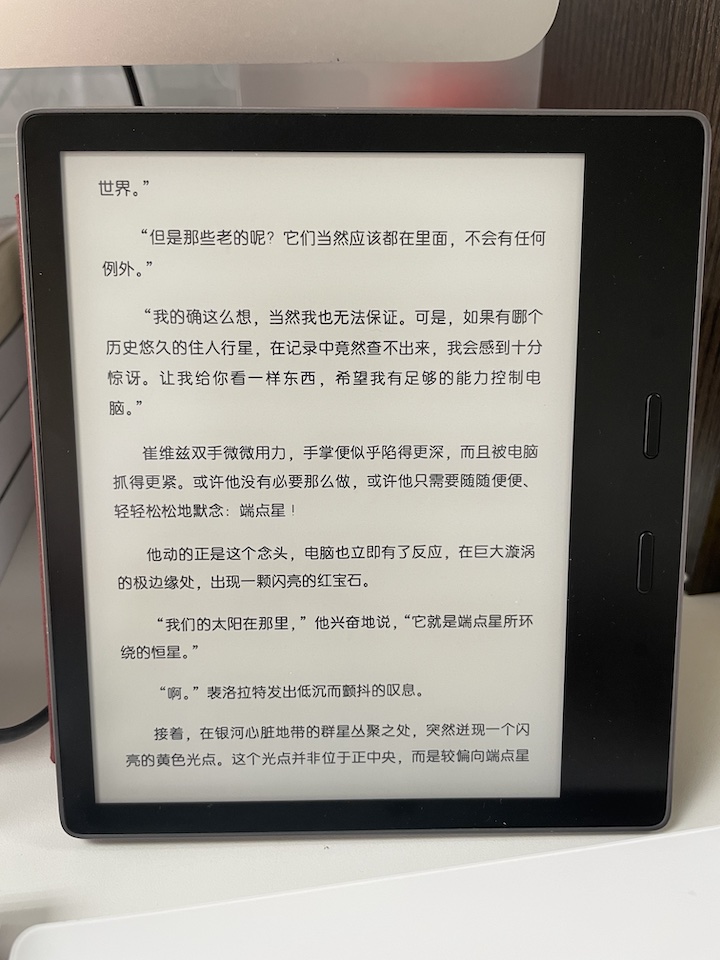 世界。”
“但是那些老的呢？它们当然应该都在里面，不会有任何
例外。”
“我的确这么想，当然我也无法保证。可是，如果有哪个
历史悠久的住人行星，在记录中竟然查不出来，我会感到十分
惊讶。让我给你看一样东西，希望我有足够的能力控制电
脑。”
崔维兹双手微微用力，手掌便似乎陷得更深，而且被电脑
抓得更紧。或许他没有必要那么做，或许他只需要随随便便、
轻轻松松地默念：端点星！
他动的正是这个念头，电脑也立即有了反应，在巨大漩涡
的极边缘处，出现一颗闪亮的红宝石。
“我们的太阳在那里，”他兴奋地说，“它就是端点星所环
绕的恒星。”
“啊。”裴洛拉特发出低沉而颤抖的叹息。
接着，在银河心脏地带的群星丛聚之处，突然迸现一个闪
亮的黄色光点。这个光点并非位于正中央，而是较偏向端点星